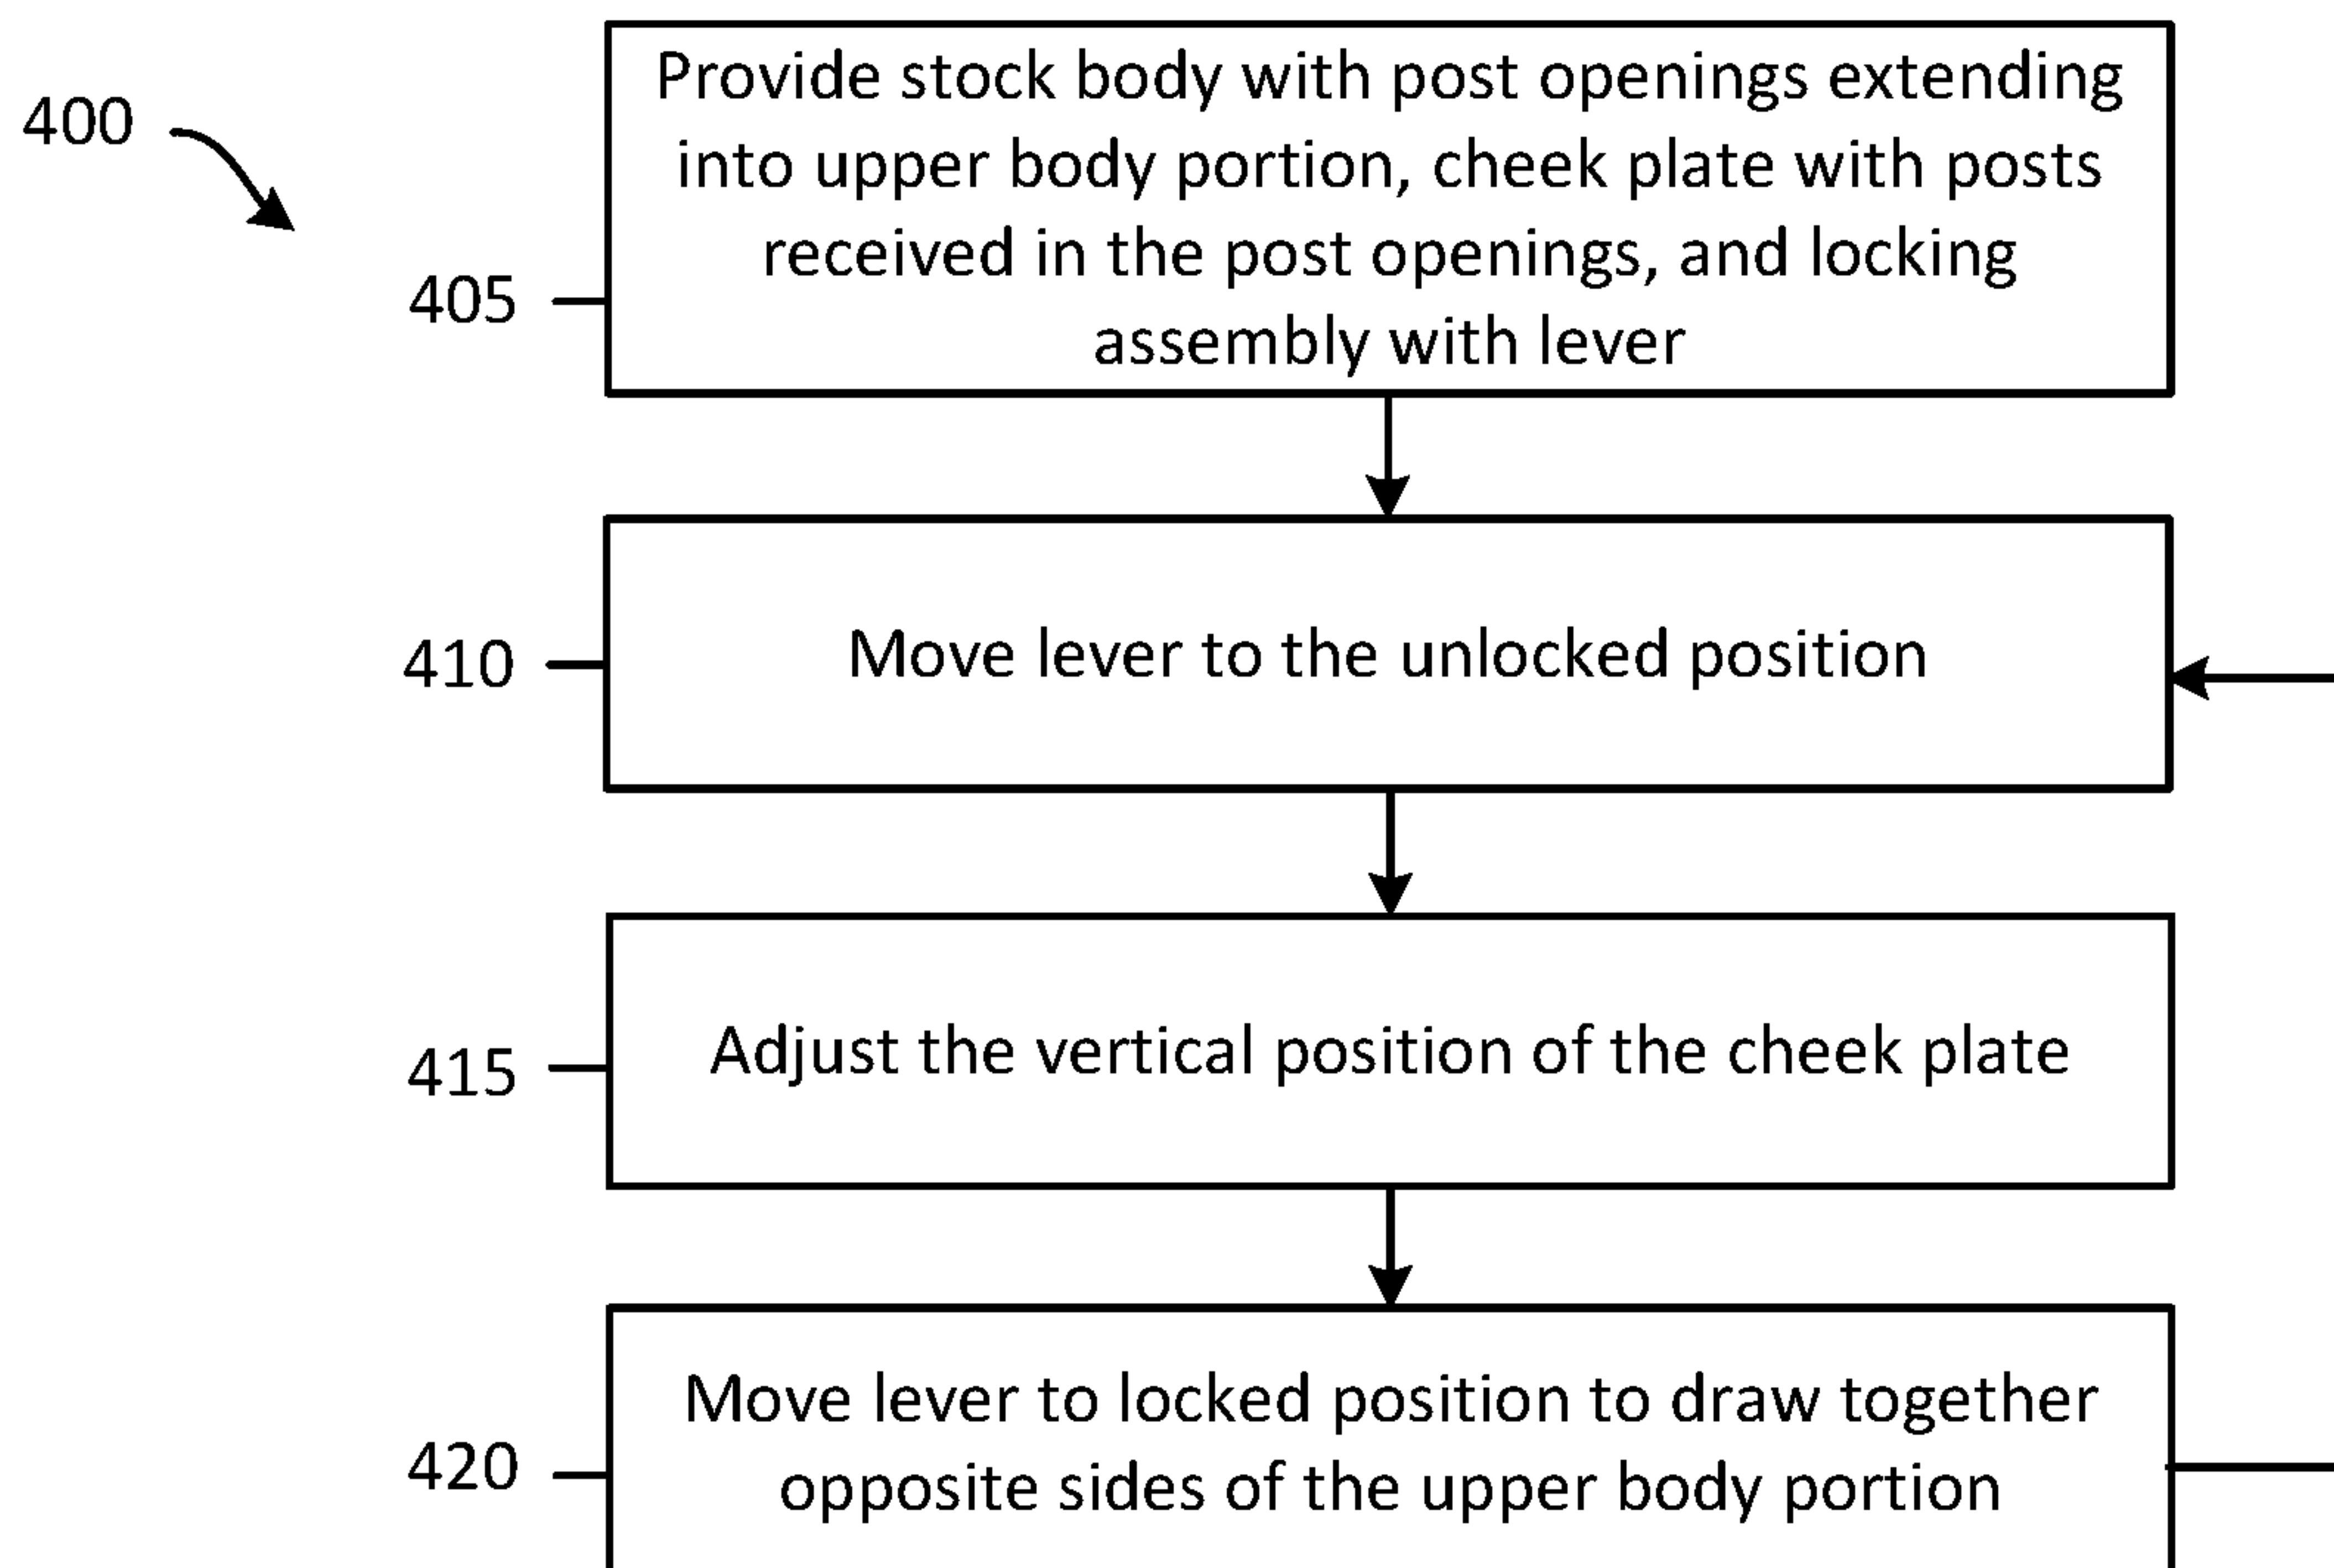 400
Provide stock body with post openings extending
into upper body portion, cheek plate with posts
received in the post openings, and locking
assembly with lever
405
Move lever to the unlocked position
410
Adjust the vertical position of the cheek plate
415
Move lever to locked position to draw together
opposite sides of the upper body portion
420